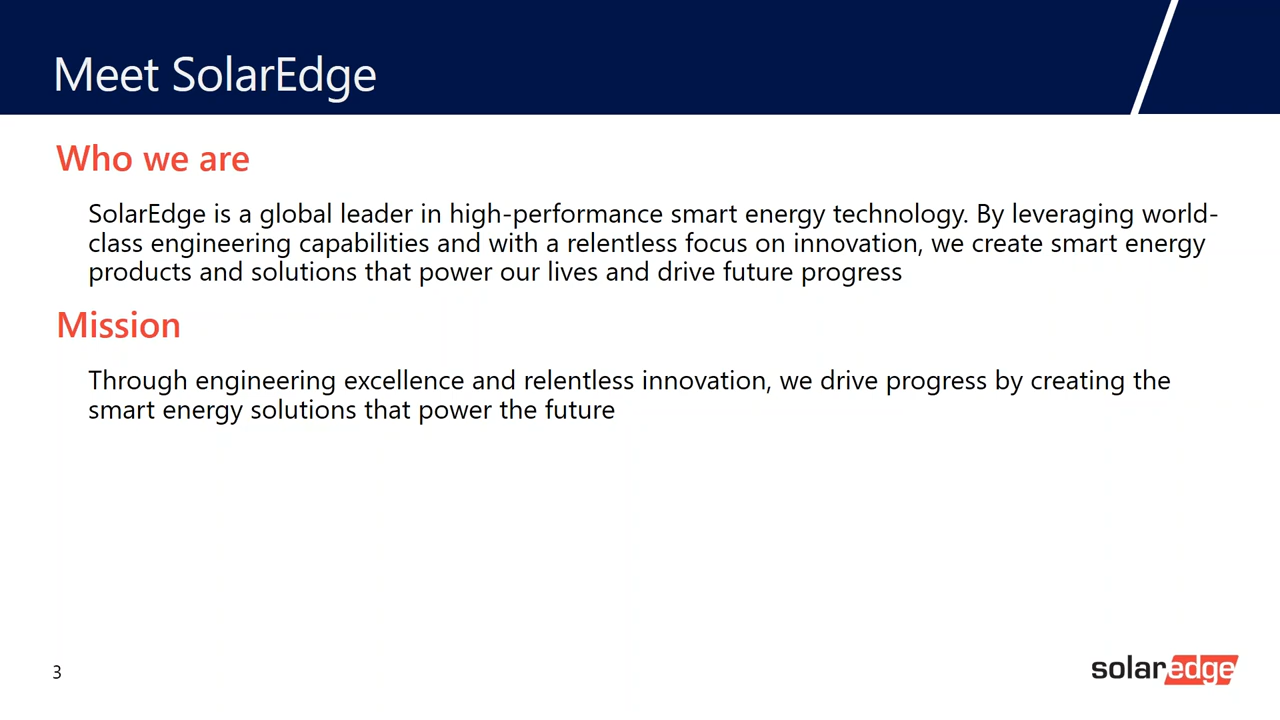 Meet SolarEdge
Who we are
SolarEdge is a global leader in high-performance smart energy technology. By leveraging world-
class engineering capabilities and with a relentless focus on innovation, we create smart energy
products and solutions that power our lives and drive future progress
Mission
Through engineering excellence and relentless innovation, we drive progress by creating the
smart energy solutions that power the future
3
solaredge